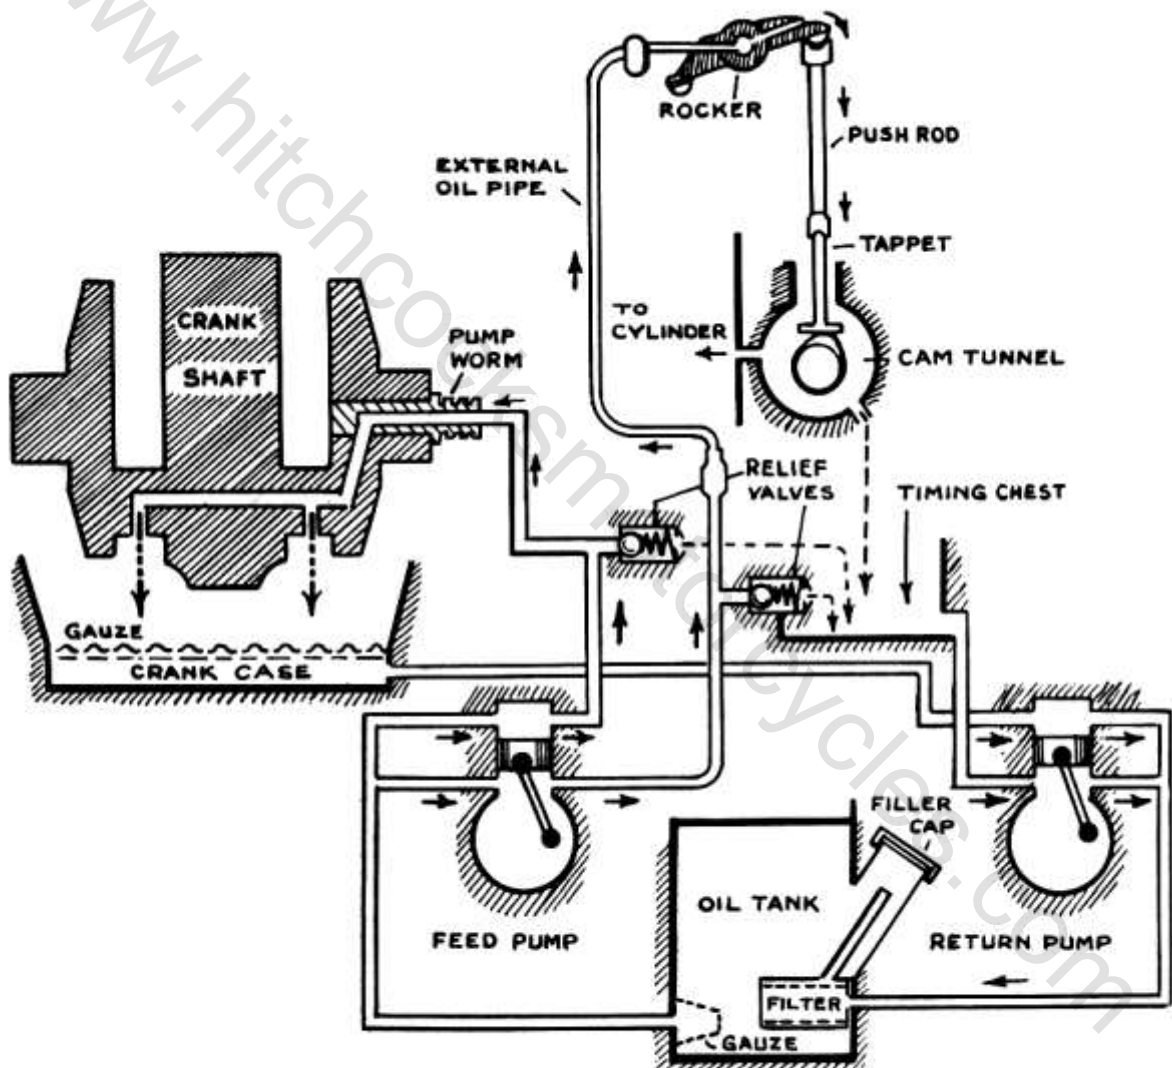 www.hitchcocksmotorcycles.com
ROCKER
PUSH ROD
EXTERNAL
OIL PIPE
TAPPET
TO
CYLINDER
CAM TUNNEL
CRANK
SHAFT
PUMP
WORM
RELIEF
VALVES
TIMING CHEST
GAUZE
CRANK CASE
FILLER
CAP
OIL TANK
FEED PUMP
RETURN PUMP
FILTER
GAUZE